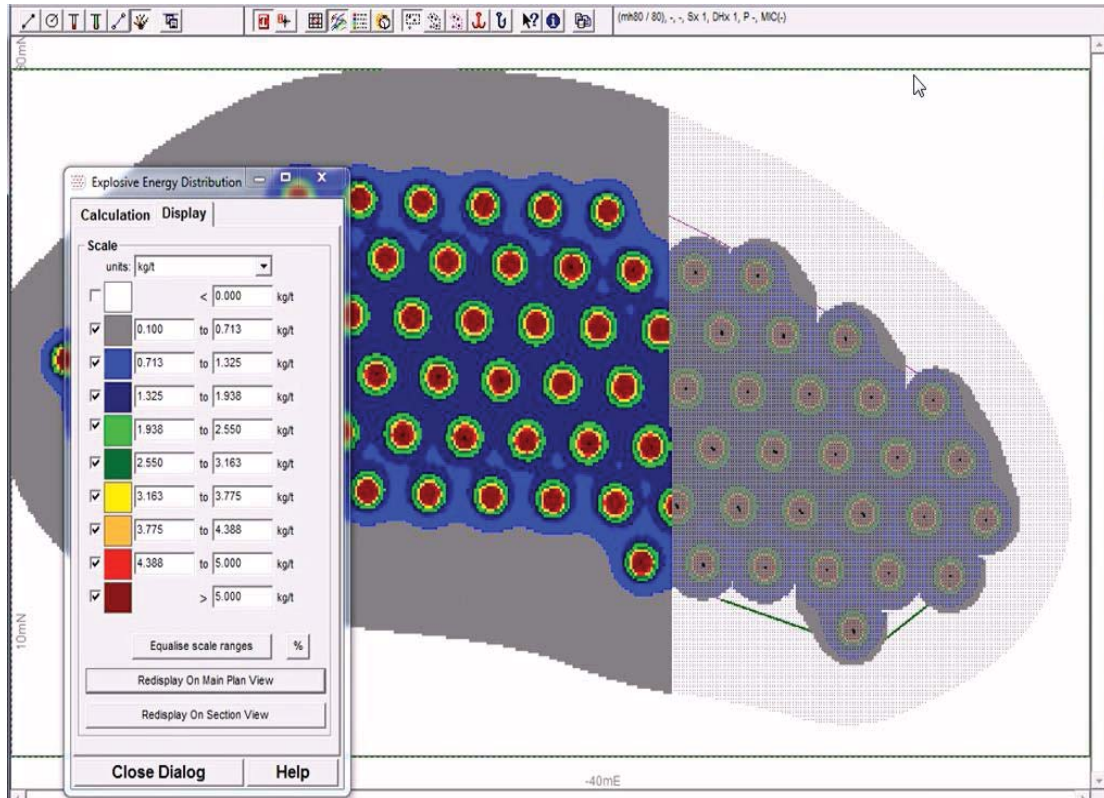 (mh80 / 80), -, -, Sx 1, DHx 1, P -, MIC(-)
Explosive Energy Distribution
X
Calculation Display
Scale
units: kg/t
< 0.000 kg/t
0.100 to 0.713 kg/t
0.713 to 1.325 kg/t
1.325 to 1.938 kg/t
1.938 to 2.550 kg/t
2.550 to 3.163 kg/t
3.163 to 3.775 kg/t
3.775 to 4.388 kg/t
4.388 to 5.000 kg/t
> 5.000 kg/t
Equalise scale ranges %
Redisplay On Main Plan View
Redisplay On Section View
Close Dialog Help
10mN
-40mE